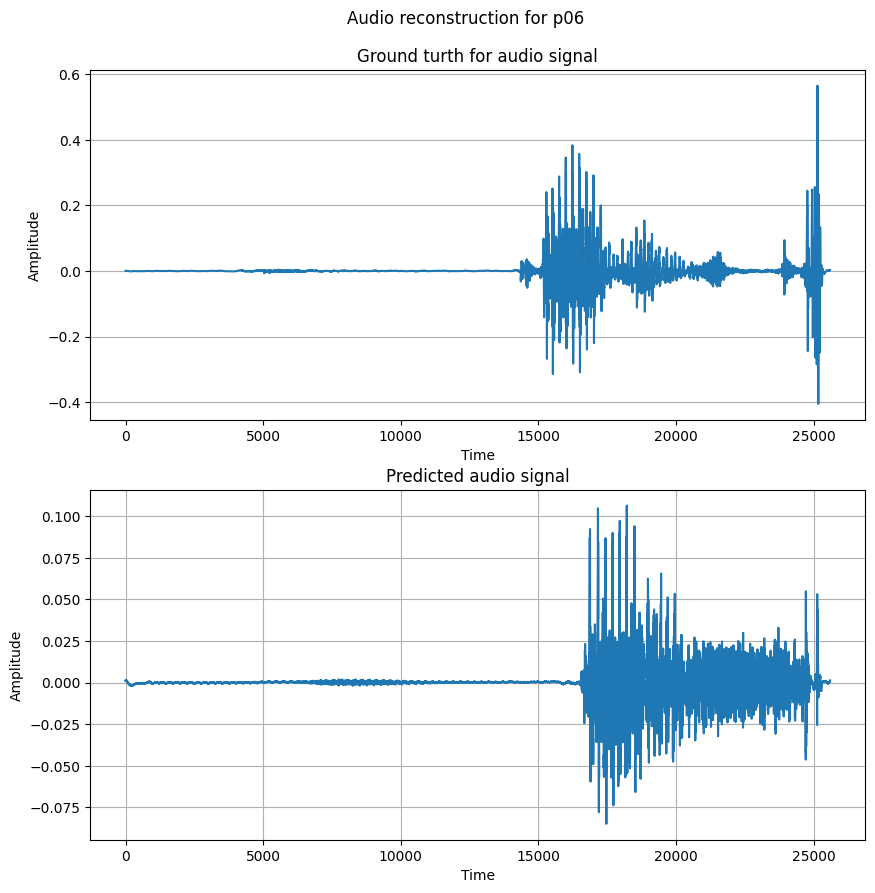 Audio reconstruction for p06
Ground turth for audio signal
0.6
0.4
0.2
0.0
−0.2
−0.4
Amplitude
0 5000 10000 15000 20000 25000
Time
Predicted audio signal
0.100
0.075
0.050
0.025
0.000
−0.025
−0.050
−0.075
Amplitude
0 5000 10000 15000 20000 25000
Time